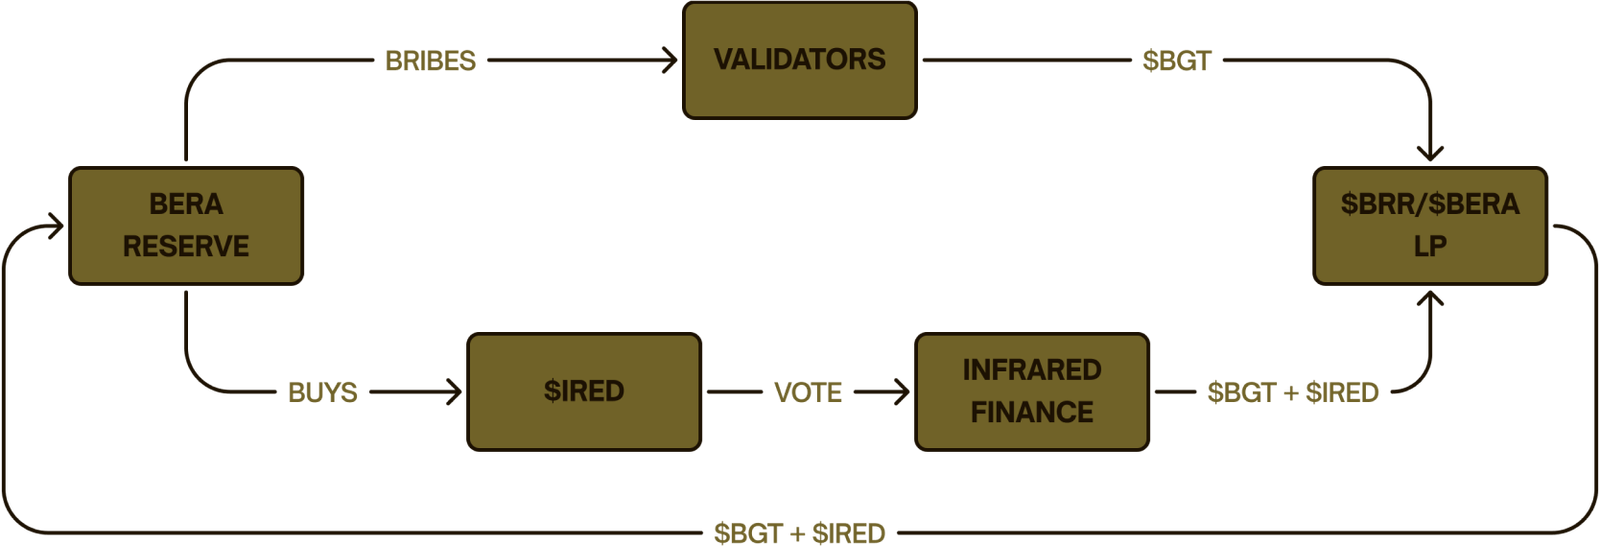 BRIBES
VALIDATORS
$BGT
BERA
RESERVE
$BRR/$BERA
LP
BUYS
$IRED
VOTE
INFRARED
FINANCE
$BGT + $IRED
$BGT + $IRED